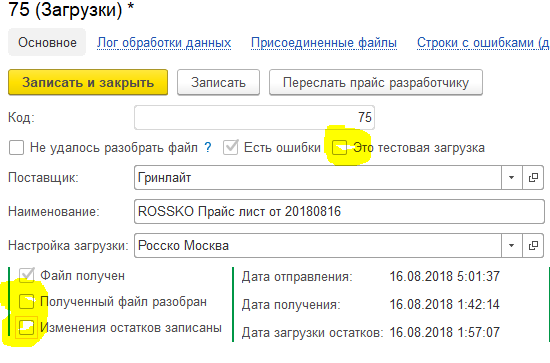 75 (Загрузки) *
Основное Лог обработки данных Присоединенные файлы Строки с ошибками (д
Записать и закрыть Записать Переслать прайс разработчику
Код: 75
Не удалось разобрать файл ? Есть ошибки Это тестовая загрузка
Поставщик: Гринлайт
Наименование: ROSSKO Прайс лист от 20180816
Настройка загрузки: Росско Москва
Файл получен Дата отправления: 16.08.2018 5:01:37
Полученный файл разобран Дата получения: 16.08.2018 1:42:14
Изменения остатков записаны Дата загрузки остатков: 16.08.2018 1:57:07